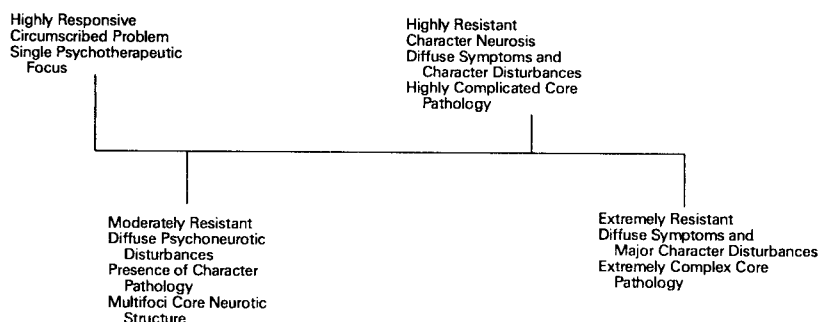 Highly Responsive
Circumscribed Problem
Single Psychotherapeutic
Focus
Highly Resistant
Character Neurosis
Diffuse Symptoms and
Character Disturbances
Highly Complicated Core
Pathology
Moderately Resistant
Diffuse Psychoneurotic
Disturbances
Presence of Character
Pathology
Multifoci Core Neurotic
Structure
Extremely Resistant
Diffuse Symptoms and
Major Character Disturbances
Extremely Complex Core
Pathology